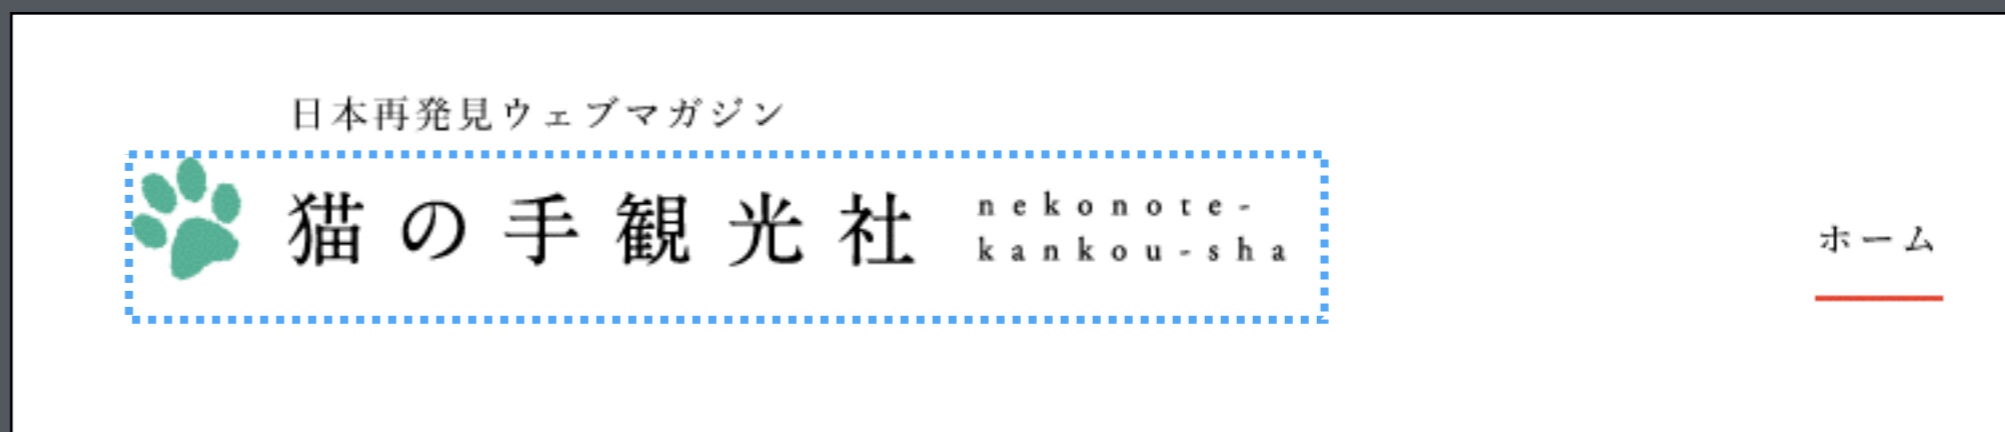 日本再発見ウェブマガジン
猫の手観光社
nekonote-
kankou-sha
ホーム